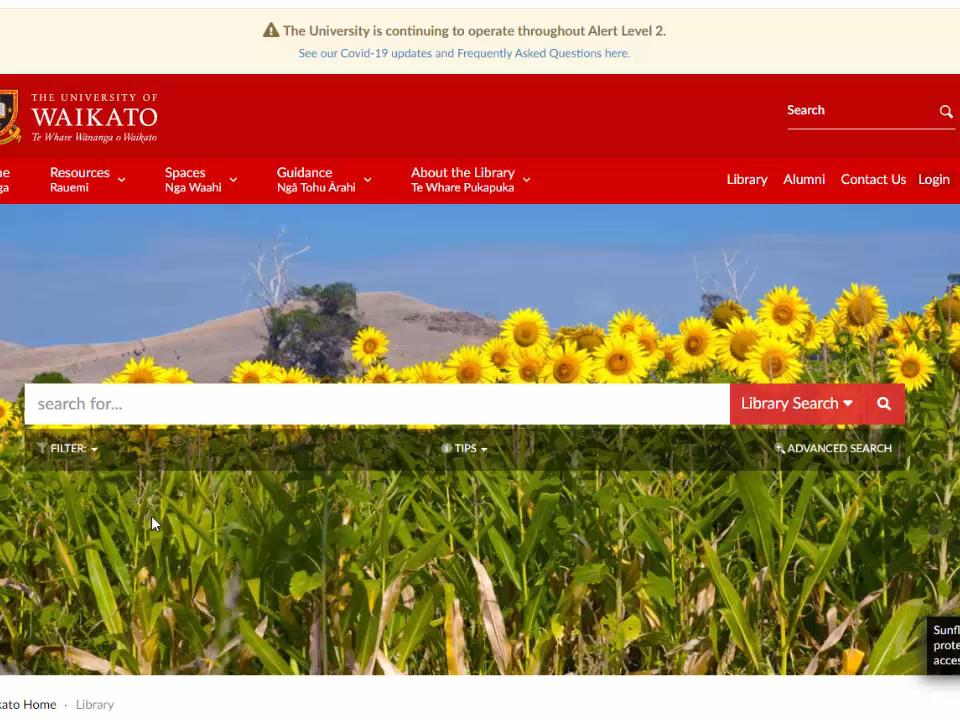 The University is continuing to operate throughout Alert Level 2.
See our Covid-19 updates and Frequently Asked Questions here.
THE UNIVERSITY OF
WAIKATO
Te Whare Wānanga o Waikato
Search
Resources
Rauemi
Spaces
Nga Waahi
Guidance
Ngā Tohu Ārahi
About the Library
Te Whare Pukapuka
Library
Alumni
Contact Us
Login
search for...
Library Search
FILTER:
TIPS
ADVANCED SEARCH
Home
Library